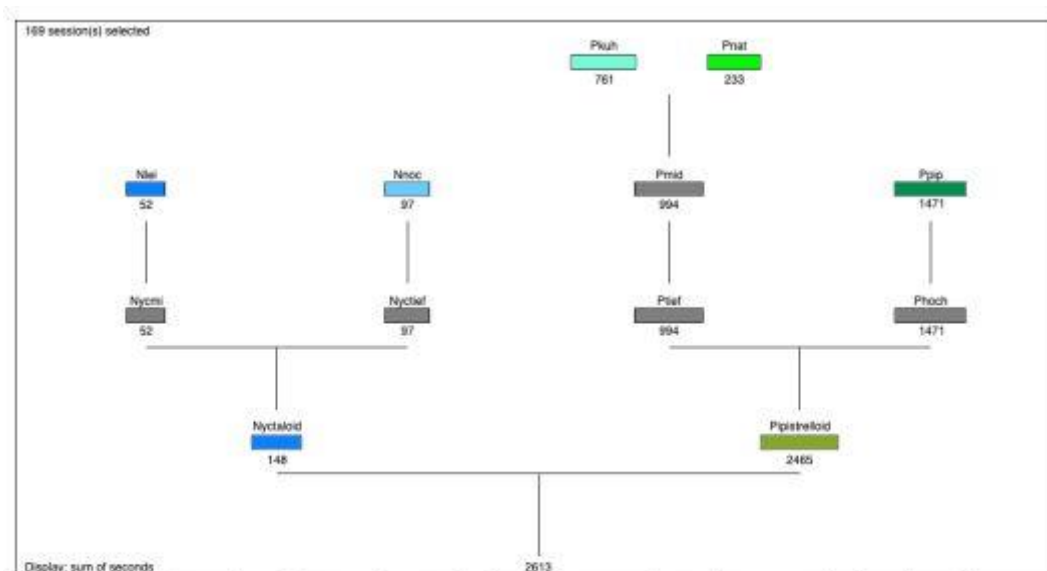 169 session(s) selected
Pkuh Pnat
761 233
Nlei Nnoc Pmid Ppip
52 97 994 1471
Nycmi Nyctief Ptief Phoch
52 97 994 1471
Nyctaloid Pipistrelloid
148 2465
Display: sum of seconds 2613